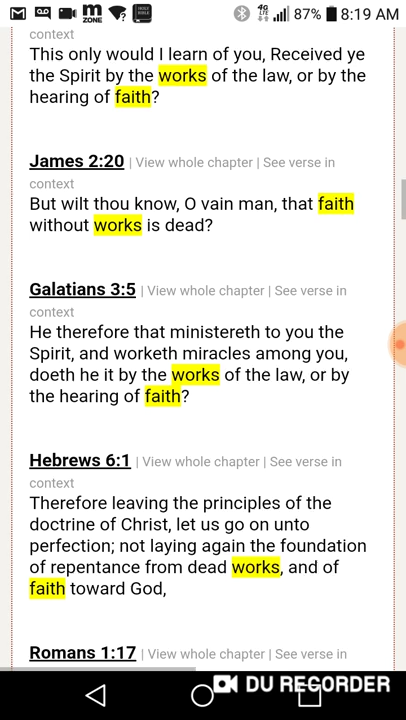 m
ZONE
HOLY
BIBLE
4G
LTE
87%
8:19 AM
context
This only would I learn of you, Received ye
the Spirit by the works of the law, or by the
hearing of faith?
James 2:20 | View whole chapter | See verse in
context
But wilt thou know, O vain man, that faith
without works is dead?
Galatians 3:5 | View whole chapter | See verse in
context
He therefore that ministereth to you the
Spirit, and worketh miracles among you,
doeth he it by the works of the law, or by
the hearing of faith?
Hebrews 6:1 | View whole chapter | See verse in
context
Therefore leaving the principles of the
doctrine of Christ, let us go on unto
perfection; not laying again the foundation
of repentance from dead works, and of
faith toward God,
Romans 1:17 | View whole chapter | See verse in
DU RECORDER